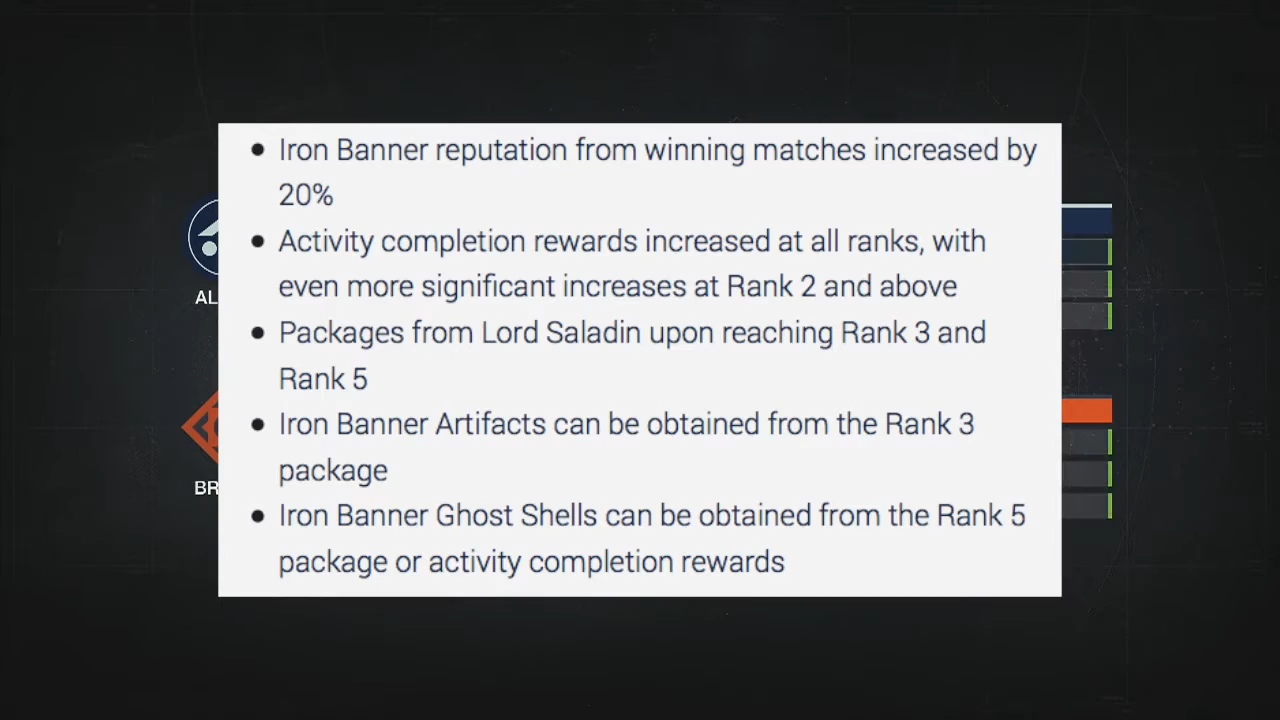 Iron Banner reputation from winning matches increased by
20%
Activity completion rewards increased at all ranks, with
even more significant increases at Rank 2 and above
Packages from Lord Saladin upon reaching Rank 3 and
Rank 5
Iron Banner Artifacts can be obtained from the Rank 3
package
Iron Banner Ghost Shells can be obtained from the Rank 5
package or activity completion rewards
AL
BR